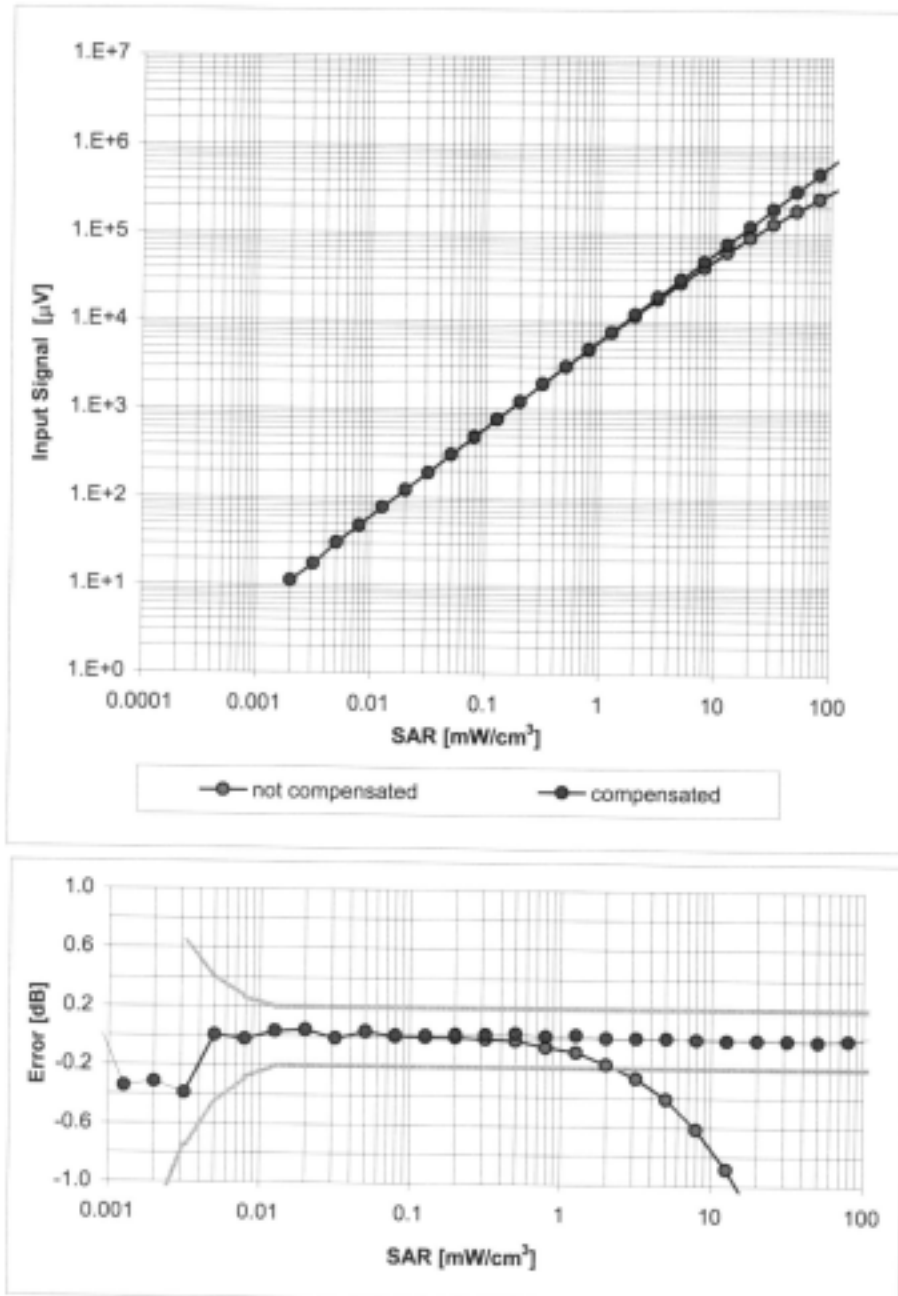 1.E+7
1.E+6
1.E+5
1.E+4
1.E+3
1.E+2
1.E+1
1.E+0
Input Signal [µV]
0.0001 0.001 0.01 0.1 1 10 100
SAR [mW/cm³]
not compensated compensated
1.0
0.6
0.2
-0.2
-0.6
-1.0
Error [dB]
0.001 0.01 0.1 1 10 100
SAR [mW/cm³]